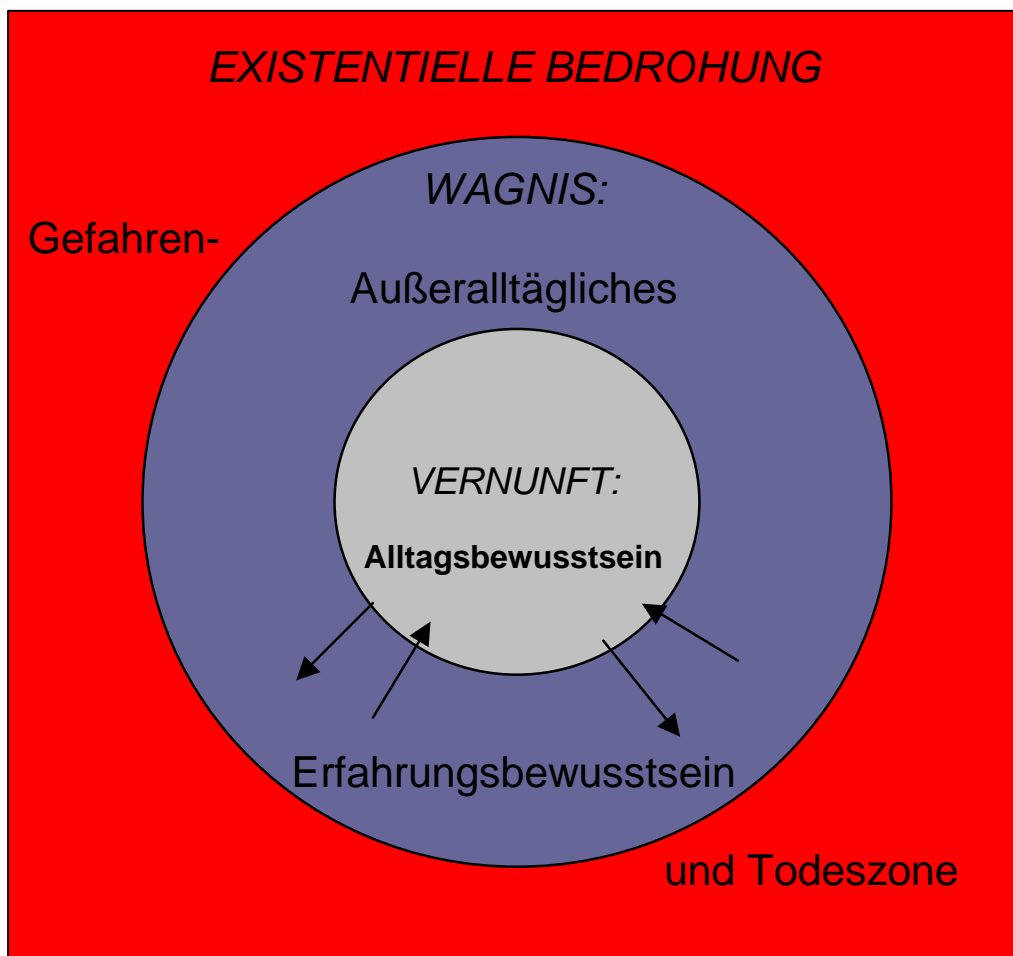 EXISTENTIELLE BEDROHUNG
WAGNIS:
Gefahren-
Außeralltägliches
VERNUNFT:
Alltagsbewusstsein
Erfahrungsbewusstsein
und Todeszone